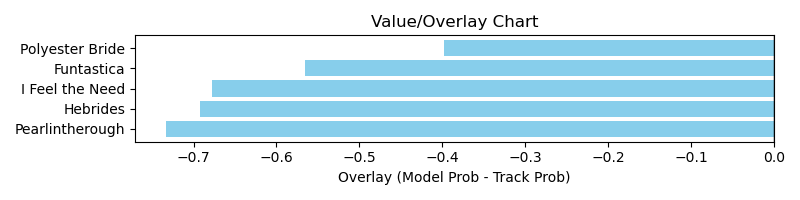 Value/Overlay Chart
Polyester Bride
Funtastica
I Feel the Need
Hebrides
Pearlintherough
−0.7 −0.6 −0.5 −0.4 −0.3 −0.2 −0.1 0.0
Overlay (Model Prob - Track Prob)